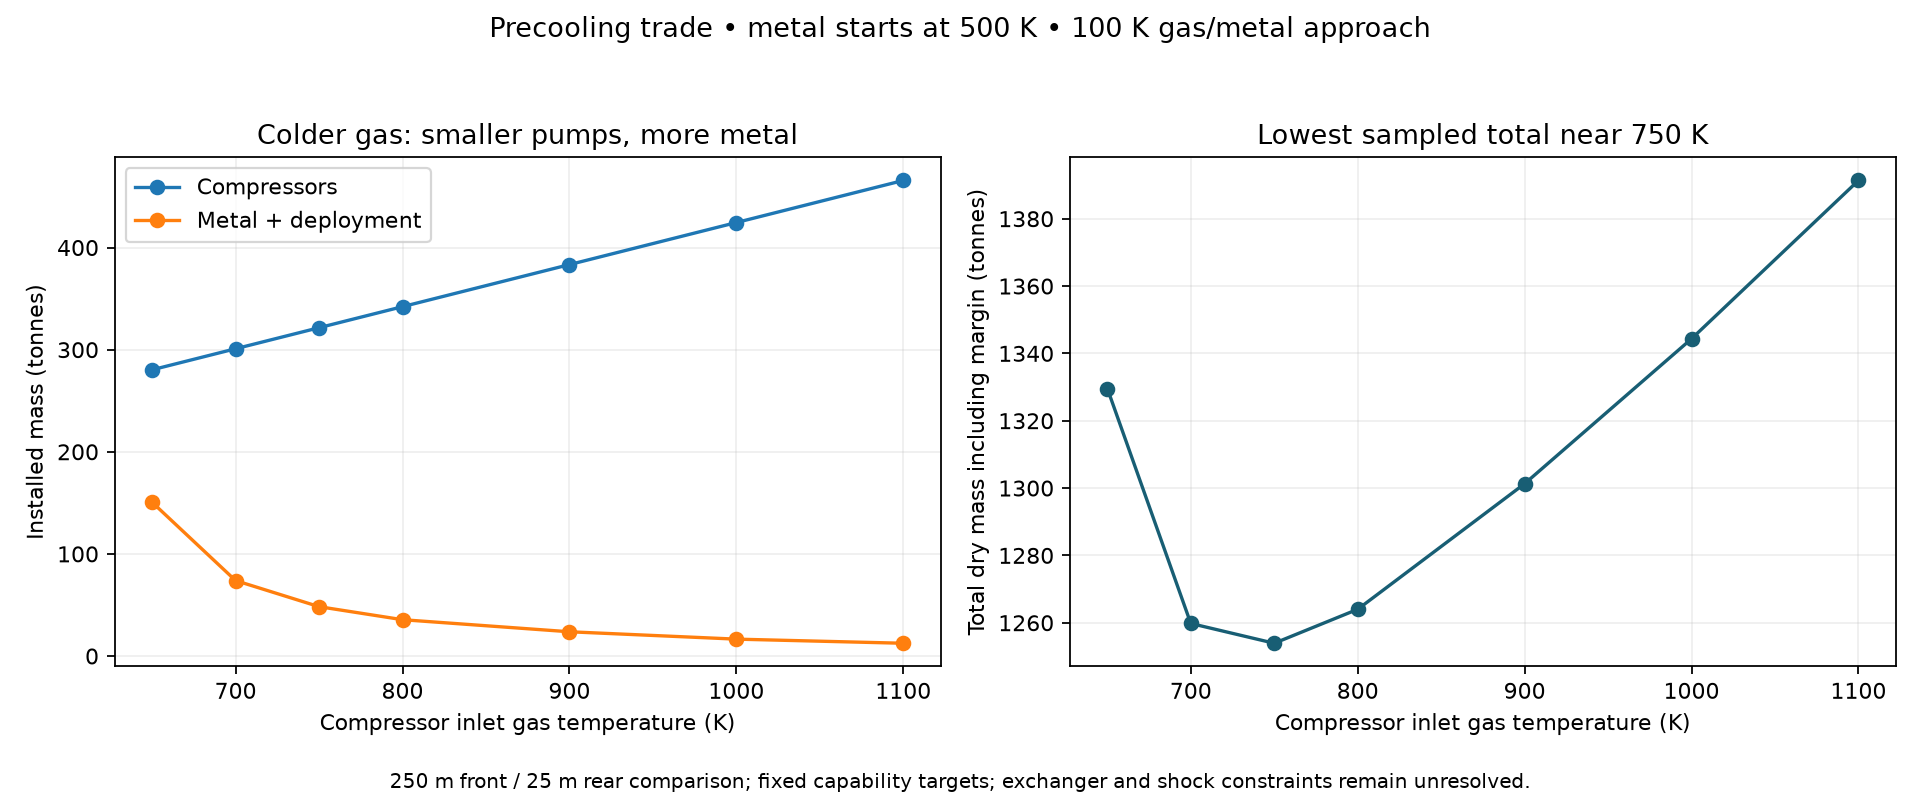 Precooling trade • metal starts at 500 K • 100 K gas/metal approach
Colder gas: smaller pumps, more metal
Compressors
Metal + deployment
Installed mass (tonnes)
400
300
200
100
0
700 800 900 1000 1100
Compressor inlet gas temperature (K)
Lowest sampled total near 750 K
Total dry mass including margin (tonnes)
1380
1360
1340
1320
1300
1280
1260
700 800 900 1000 1100
Compressor inlet gas temperature (K)
250 m front / 25 m rear comparison; fixed capability targets; exchanger and shock constraints remain unresolved.